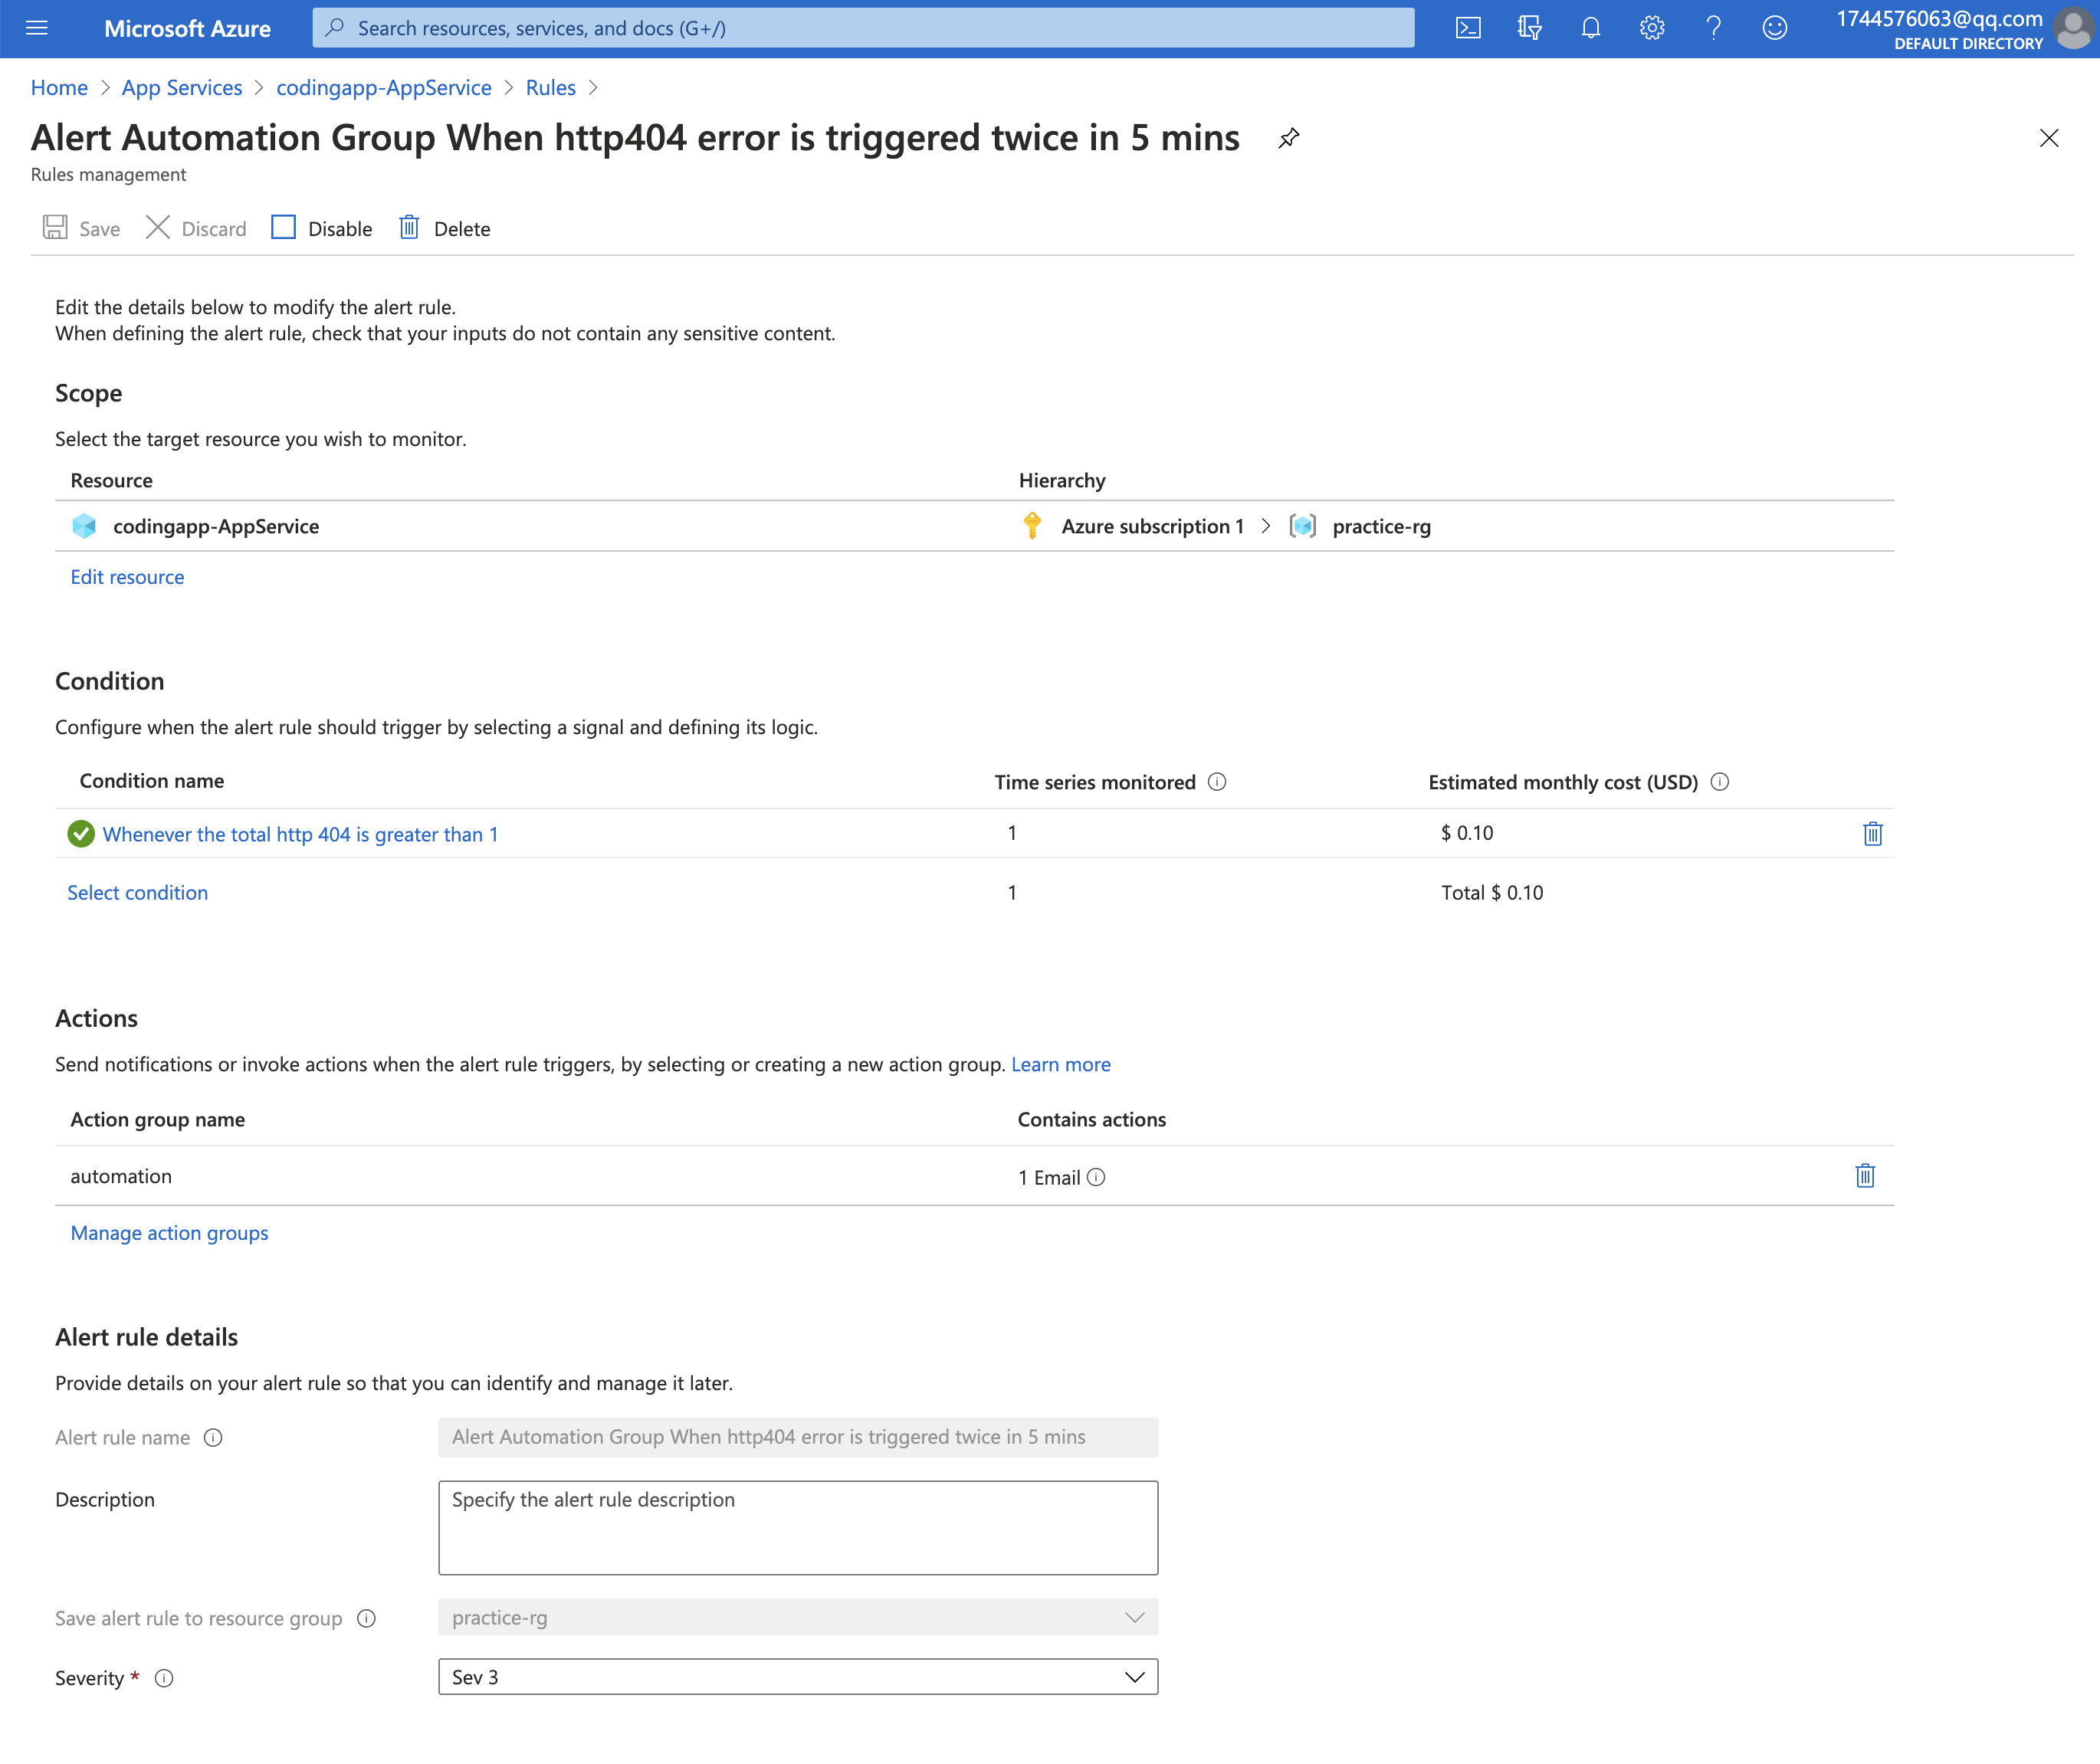 Microsoft Azure
Search resources, services, and docs (G+/)
1744576063@qq.com
DEFAULT DIRECTORY
Home > App Services > codingapp-AppService > Rules >
Alert Automation Group When http404 error is triggered twice in 5 mins
Rules management
Save Discard Disable Delete
Edit the details below to modify the alert rule.
When defining the alert rule, check that your inputs do not contain any sensitive content.
Scope
Select the target resource you wish to monitor.
Resource Hierarchy
codingapp-AppService Azure subscription 1 > practice-rg
Edit resource
Condition
Configure when the alert rule should trigger by selecting a signal and defining its logic.
Condition name Time series monitored Estimated monthly cost (USD)
Whenever the total http 404 is greater than 1 1 $ 0.10
Select condition 1 Total $ 0.10
Actions
Send notifications or invoke actions when the alert rule triggers, by selecting or creating a new action group. Learn more
Action group name Contains actions
automation 1 Email
Manage action groups
Alert rule details
Provide details on your alert rule so that you can identify and manage it later.
Alert rule name Alert Automation Group When http404 error is triggered twice in 5 mins
Description Specify the alert rule description
Save alert rule to resource group practice-rg
Severity * Sev 3